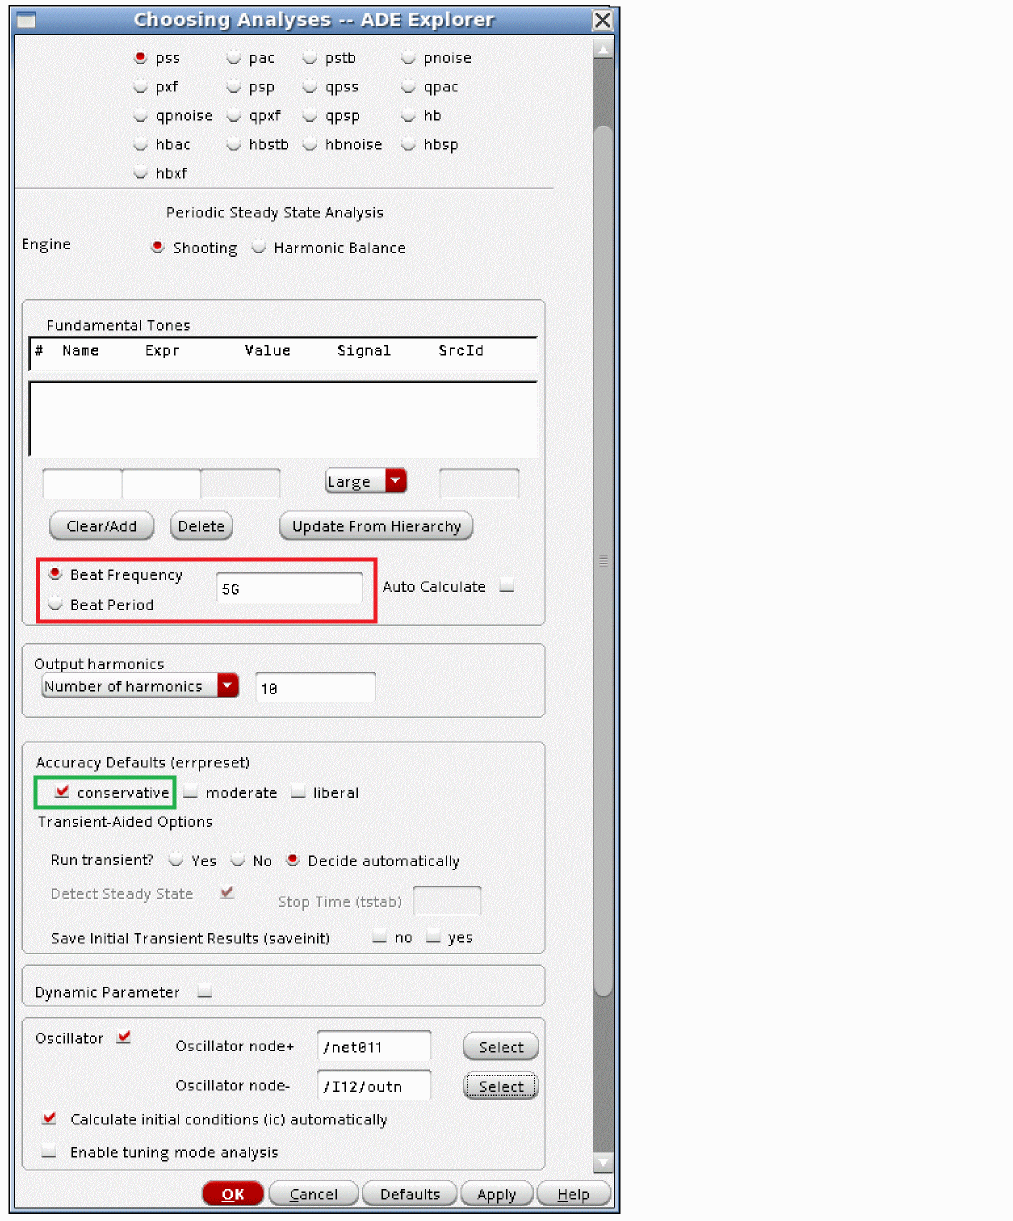 Choosing Analyses -- ADE Explorer
pss pac pstb pnoise
pxf psp qpss qpac
qpnoise qpxf qpsp hb
hbac hbstb hbnoise hbsp
hbxf
Periodic Steady State Analysis
Engine Shooting Harmonic Balance
Fundamental Tones
# Name Expr Value Signal SrcId
Large
Clear/Add Delete Update From Hierarchy
Beat Frequency 5G Auto Calculate
Beat Period
Output harmonics
Number of harmonics 10
Accuracy Defaults (errpreset)
conservative moderate liberal
Transient-Aided Options
Run transient? Yes No Decide automatically
Detect Steady State Stop Time (tstab)
Save Initial Transient Results (saveinit) no yes
Dynamic Parameter
Oscillator Oscillator node+ /net011 Select
Oscillator node- /I12/outn Select
Calculate initial conditions (ic) automatically
Enable tuning mode analysis
OK Cancel Defaults Apply Help